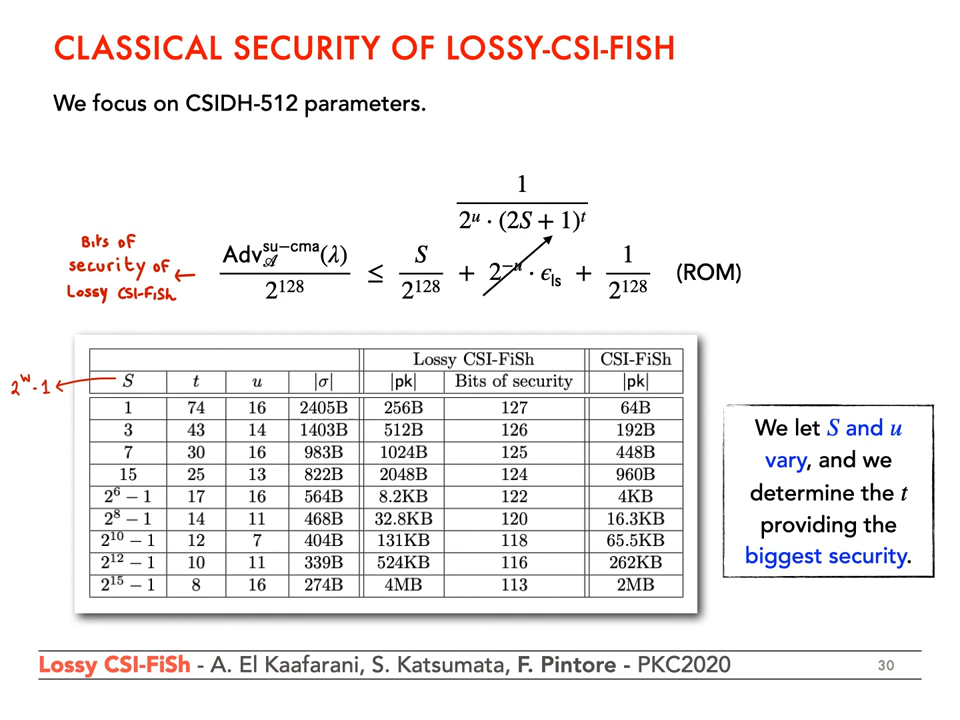 CLASSICAL SECURITY OF LOSSY-CSI-FISH
We focus on CSIDH-512 parameters.
1
2^u · (2S + 1)^t
Bits of
security of
Lossy CSI-FiSh
Adv_𝒜^{su−cma}(λ) / 2^128 ≤ S / 2^128 + 2^{−u} · ϵ_ls + 1 / 2^128 (ROM)
Lossy CSI-FiSh CSI-FiSh
2^w - 1 S t u |σ| |pk| Bits of security |pk|
1 74 16 2405B 256B 127 64B
3 43 14 1403B 512B 126 192B
7 30 16 983B 1024B 125 448B
15 25 13 822B 2048B 124 960B
2^6 − 1 17 16 564B 8.2KB 122 4KB
2^8 − 1 14 11 468B 32.8KB 120 16.3KB
2^10 − 1 12 7 404B 131KB 118 65.5KB
2^12 − 1 10 11 339B 524KB 116 262KB
2^15 − 1 8 16 274B 4MB 113 2MB
We let S and u
vary, and we
determine the t
providing the
biggest security.
Lossy CSI-FiSh - A. El Kaafarani, S. Katsumata, F. Pintore - PKC2020
30